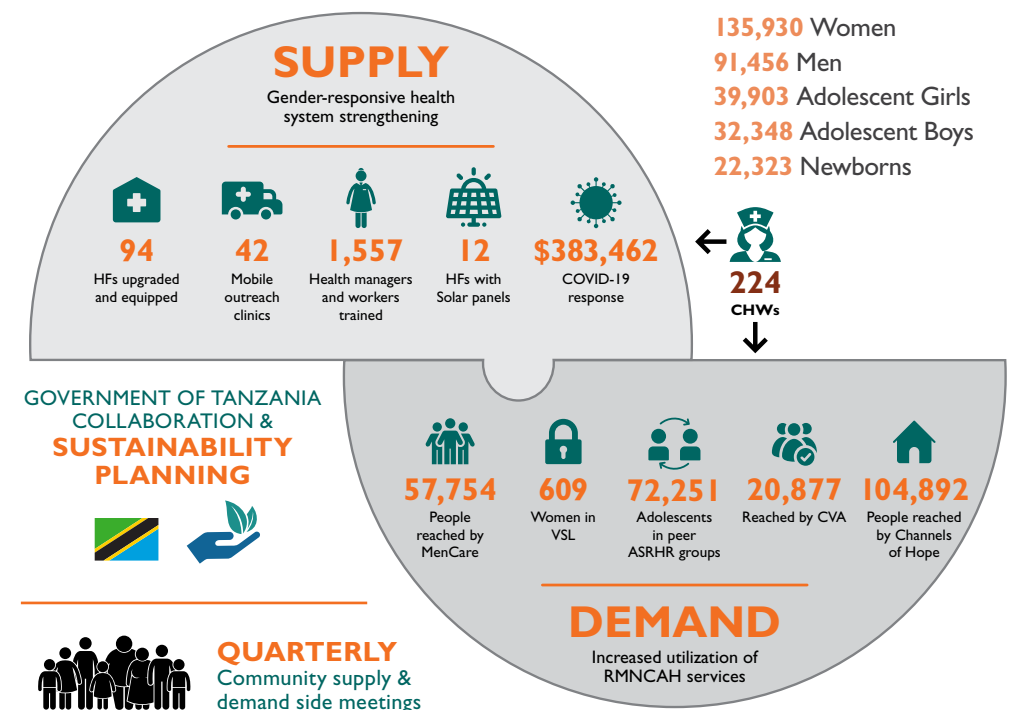 SUPPLY
Gender-responsive health
system strengthening
94
HFs upgraded
and equipped
42
Mobile
outreach
clinics
1,557
Health managers
and workers
trained
12
HFs with
Solar panels
$383,462
COVID-19
response
135,930 Women
91,456 Men
39,903 Adolescent Girls
32,348 Adolescent Boys
22,323 Newborns
224
CHWs
GOVERNMENT OF TANZANIA
COLLABORATION &
SUSTAINABILITY
PLANNING
57,754
People
reached by
MenCare
609
Women in
VSL
72,251
Adolescents
in peer
ASRHR groups
20,877
Reached by CVA
104,892
People reached
by Channels
of Hope
DEMAND
Increased utilization of
RMNCAH services
QUARTERLY
Community supply &
demand side meetings